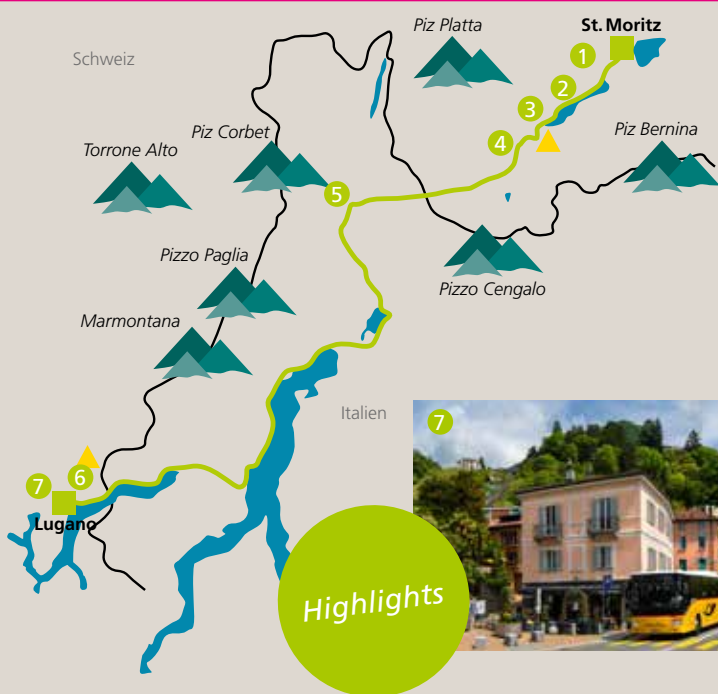 Piz Platta
St. Moritz
Schweiz
1
2
3
Piz Corbet
Piz Bernina
4
Torrone Alto
5
Pizzo Paglia
Pizzo Cengalo
Marmontana
Italien
7
6
7
Lugano
Highlights